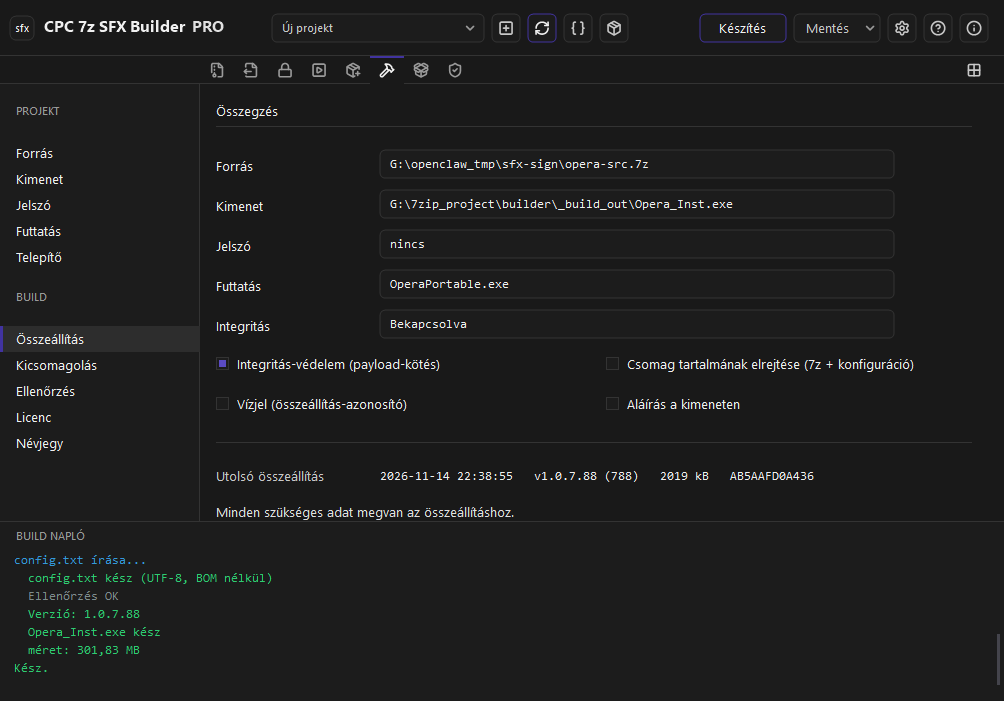 sfx CPC 7z SFX Builder PRO Új projekt { } Készítés Mentés
PROJEKT
Forrás
Kimenet
Jelszó
Futtatás
Telepítő
BUILD
Összeállítás
Kicsomagolás
Ellenőrzés
Licenc
Névjegy
Összegzés
Forrás G:\openclaw_tmp\sfx-sign\opera-src.7z
Kimenet G:\7zip_project\builder\_build_out\Opera_Inst.exe
Jelszó nincs
Futtatás OperaPortable.exe
Integritás Bekapcsolva
Integritás-védelem (payload-kötés) Csomag tartalmának elrejtése (7z + konfiguráció)
Vízjel (összeállítás-azonosító) Aláírás a kimeneten
Utolsó összeállítás 2026-11-14 22:38:55 v1.0.7.88 (788) 2019 kB AB5AAFD0A436
Minden szükséges adat megvan az összeállításhoz.
BUILD NAPLÓ
config.txt írása...
config.txt kész (UTF-8, BOM nélkül)
Ellenőrzés OK
Verzió: 1.0.7.88
Opera_Inst.exe kész
méret: 301,83 MB
Kész.